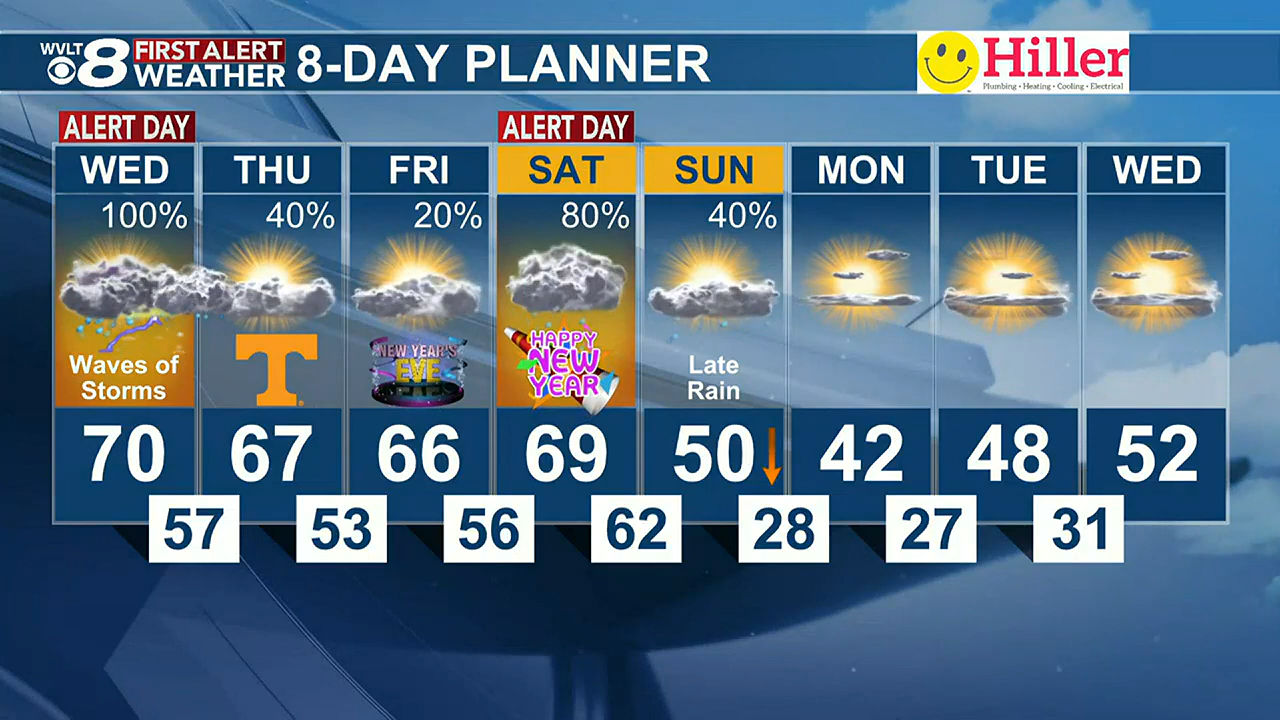 WVLT 8 FIRST ALERT WEATHER
8-DAY PLANNER
Hiller
Plumbing • Heating • Cooling • Electrical
ALERT DAY
ALERT DAY
WED THU FRI SAT SUN MON TUE WED
100% 40% 20% 80% 40%
Waves of
Storms
T
NEW YEAR'S
EVE
HAPPY
NEW
YEAR
Late
Rain
70 67 66 69 50 42 48 52
57 53 56 62 28 27 31